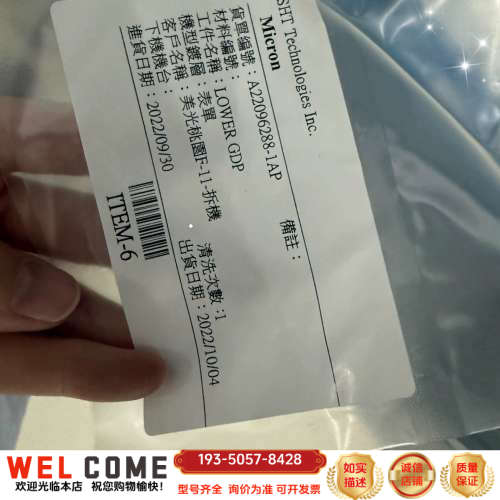 SHT Technologies Inc.
Micron
貨單編號：A22096288-1AP
材料編號：
工件名稱：LOWER GDP
機型鍍層：表單
客戶名稱：美光桃園F-11-拆機
下機機台：
進貨日期：2022/09/30
備註：
清洗次數：1
出貨日期：2022/10/04
ITEM-6
WELCOME
欢迎光临本店 祝您购物愉快!
193-5057-8428
型号齐全 询价为准 可开发票
如实
描述
诚信
店铺
质量
保证